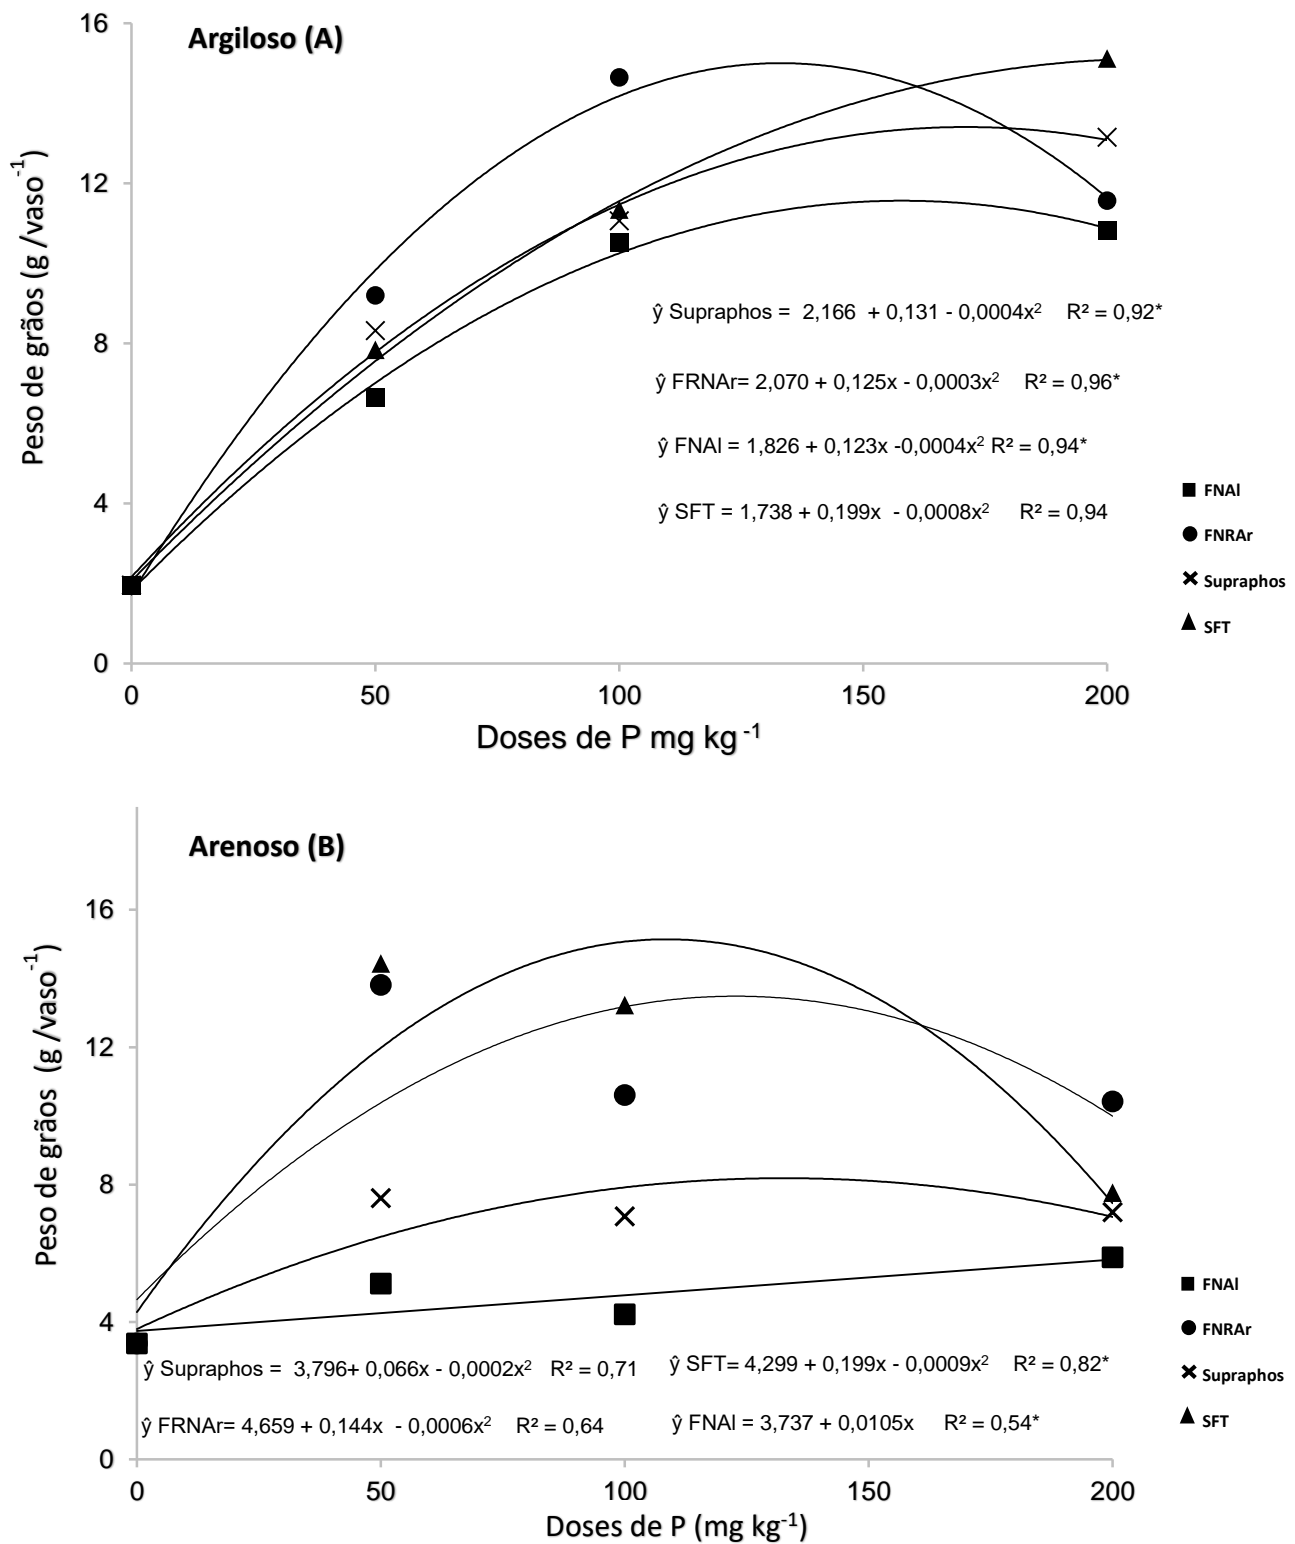 Argiloso (A)
16
12
8
4
0
Peso de grãos (g /vaso⁻¹)
ŷ Supraphos = 2,166 + 0,131 - 0,0004x² R² = 0,92*
ŷ FRNAr= 2,070 + 0,125x - 0,0003x² R² = 0,96*
ŷ FNAl = 1,826 + 0,123x -0,0004x² R² = 0,94*
ŷ SFT = 1,738 + 0,199x - 0,0008x² R² = 0,94
FNAl
FNRAr
Supraphos
SFT
0 50 100 150 200
Doses de P mg kg⁻¹
Arenoso (B)
16
12
8
4
0
Peso de grãos (g /vaso⁻¹)
FNAl
FNRAr
Supraphos
SFT
ŷ Supraphos = 3,796+ 0,066x - 0,0002x² R² = 0,71
ŷ SFT= 4,299 + 0,199x - 0,0009x² R² = 0,82*
ŷ FRNAr= 4,659 + 0,144x - 0,0006x² R² = 0,64
ŷ FNAl = 3,737 + 0,0105x R² = 0,54*
0 50 100 150 200
Doses de P (mg kg⁻¹)